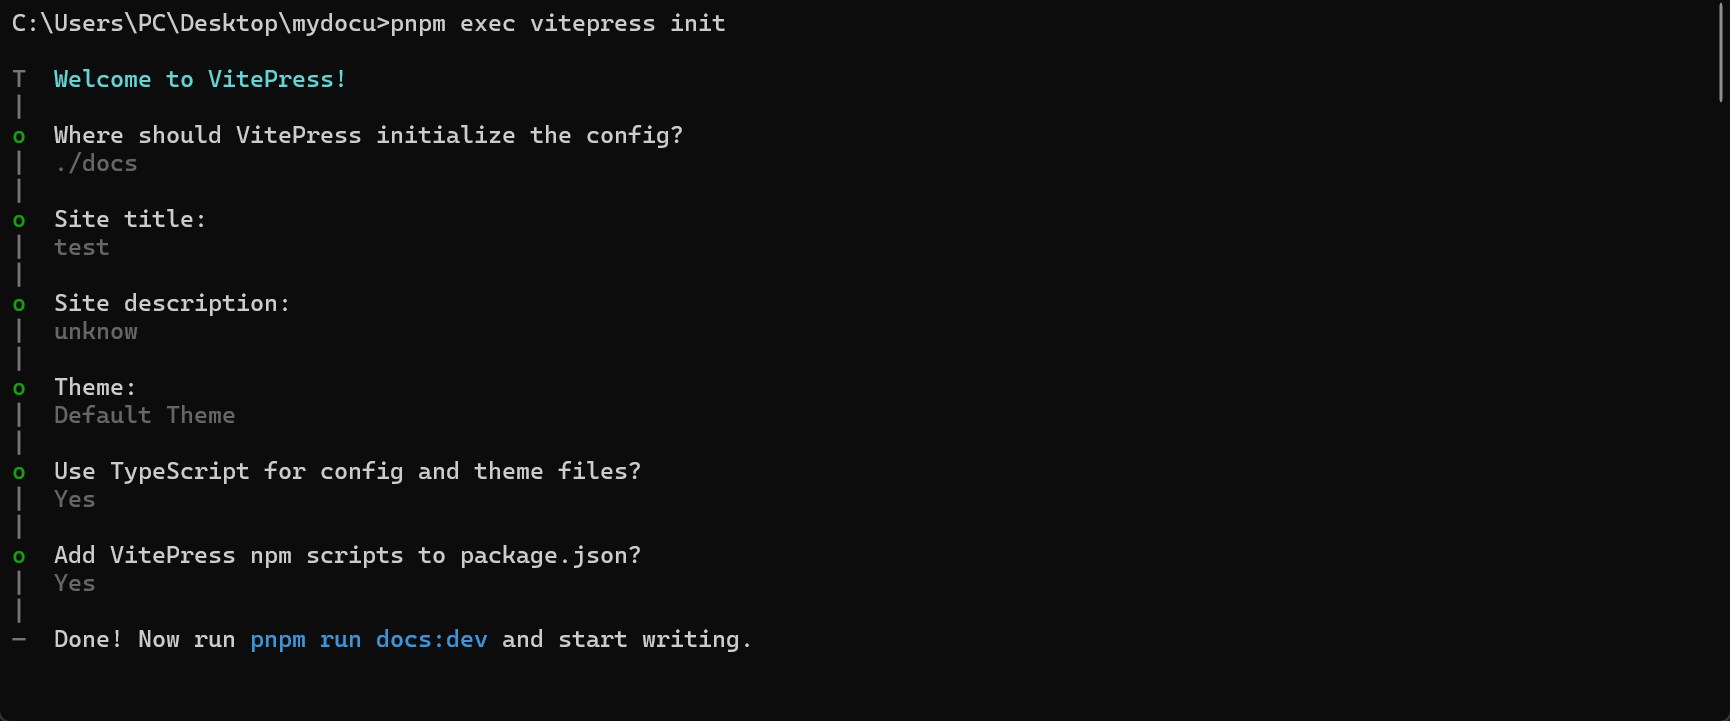 C:\Users\PC\Desktop\mydocu>pnpm exec vitepress init
T  Welcome to VitePress!
|
o  Where should VitePress initialize the config?
|  ./docs
|
o  Site title:
|  test
|
o  Site description:
|  unknow
|
o  Theme:
|  Default Theme
|
o  Use TypeScript for config and theme files?
|  Yes
|
o  Add VitePress npm scripts to package.json?
|  Yes
|
—  Done! Now run pnpm run docs:dev and start writing.